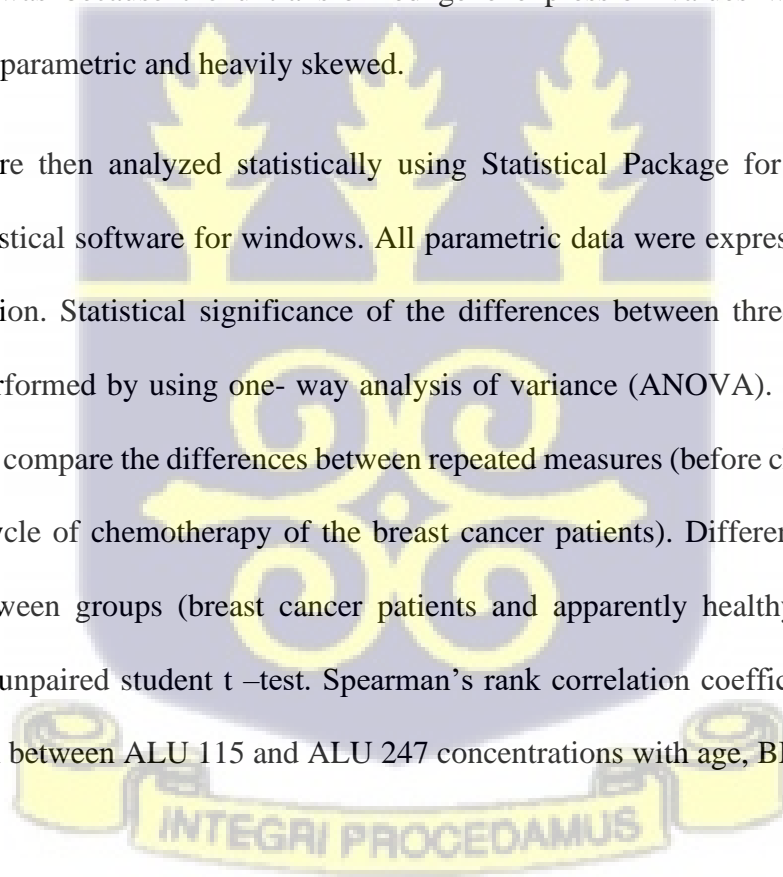 parametric and heavily skewed.
re then analyzed statistically using Statistical Package for
stical software for windows. All parametric data were expres
ion. Statistical significance of the differences between thre
rformed by using one- way analysis of variance (ANOVA).
compare the differences between repeated measures (before c
ycle of chemotherapy of the breast cancer patients). Differen
ween groups (breast cancer patients and apparently healthy
unpaired student t –test. Spearman’s rank correlation coeffic
between ALU 115 and ALU 247 concentrations with age, B
INTEGRI PROCEDAMUS